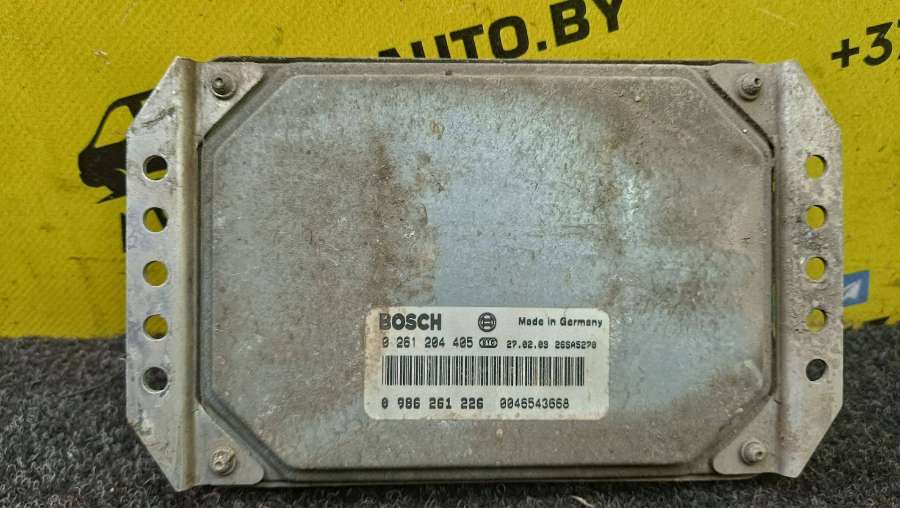 AUTO.BY
+37
BOSCH Made in Germany
0 261 204 405 27.02.03 26SA5270
0 986 261 226 0046543668